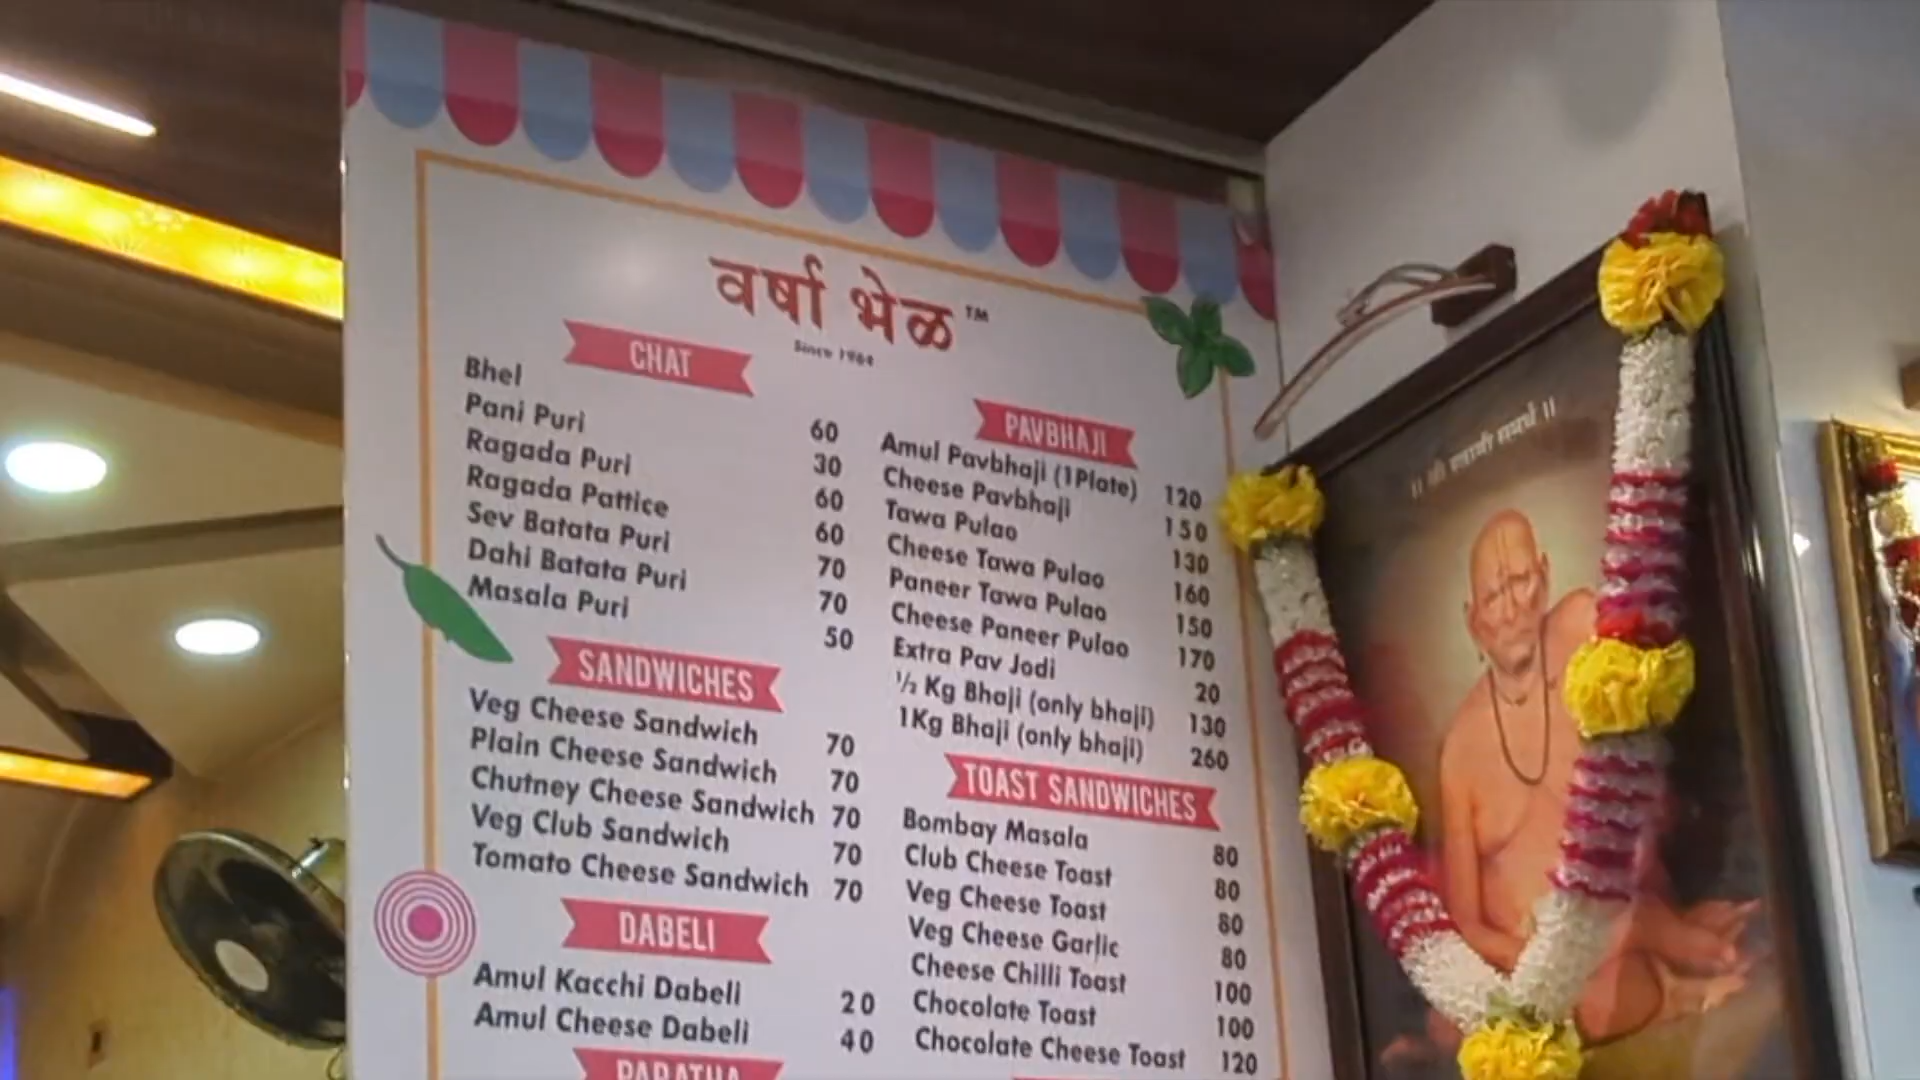 वर्षा भेळ ™
Since 1964
CHAT
Bhel 60
Pani Puri 30
Ragada Puri 60
Ragada Pattice 60
Sev Batata Puri 70
Dahi Batata Puri 70
Masala Puri 50
SANDWICHES
Veg Cheese Sandwich 70
Plain Cheese Sandwich 70
Chutney Cheese Sandwich 70
Veg Club Sandwich 70
Tomato Cheese Sandwich 70
DABELI
Amul Kacchi Dabeli 20
Amul Cheese Dabeli 40
PARATHA
PAVBHAJI
Amul Pavbhaji (1Plate) 120
Cheese Pavbhaji 150
Tawa Pulao 130
Cheese Tawa Pulao 160
Paneer Tawa Pulao 150
Cheese Paneer Pulao 170
Extra Pav Jodi 20
½ Kg Bhaji (only bhaji) 130
1Kg Bhaji (only bhaji) 260
TOAST SANDWICHES
Bombay Masala 80
Club Cheese Toast 80
Veg Cheese Toast 80
Veg Cheese Garlic 80
Cheese Chilli Toast 100
Chocolate Toast 100
Chocolate Cheese Toast 120
॥ श्री स्वामी समर्थ ॥